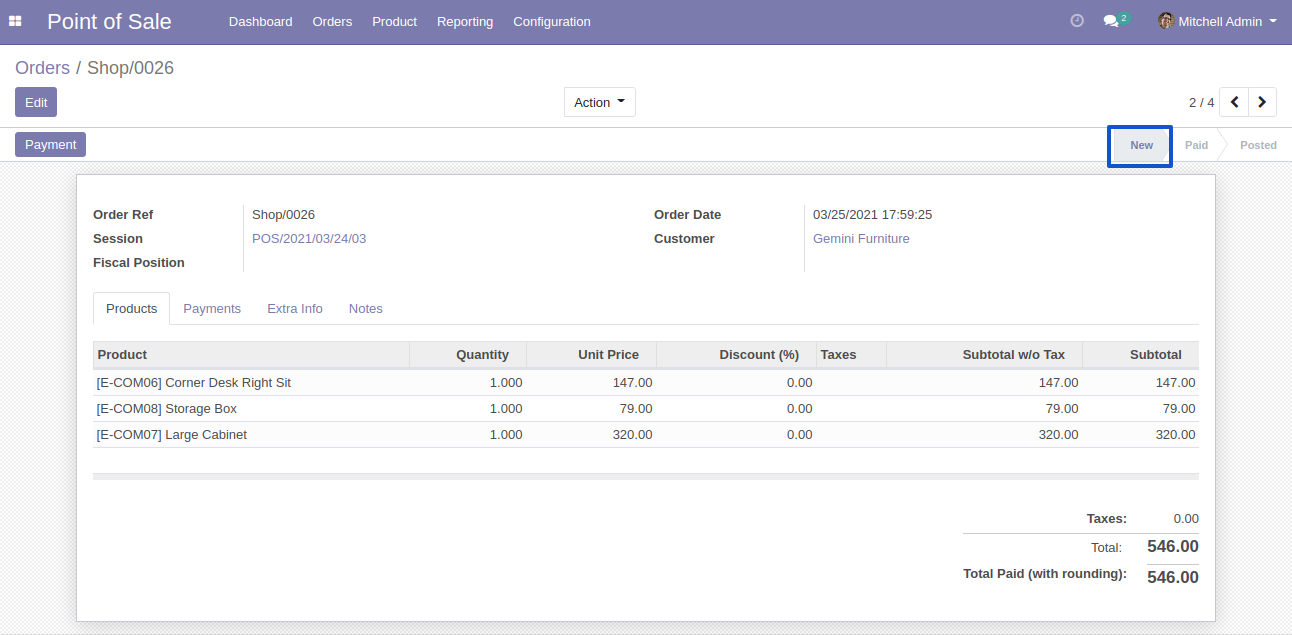 Point of Sale Dashboard Orders Product Reporting Configuration 2 Mitchell Admin
Orders / Shop/0026
Edit Action 2 / 4
Payment New Paid Posted
Order Ref Shop/0026 Order Date 03/25/2021 17:59:25
Session POS/2021/03/24/03 Customer Gemini Furniture
Fiscal Position
Products Payments Extra Info Notes
Product Quantity Unit Price Discount (%) Taxes Subtotal w/o Tax Subtotal
[E-COM06] Corner Desk Right Sit 1.000 147.00 0.00 147.00 147.00
[E-COM08] Storage Box 1.000 79.00 0.00 79.00 79.00
[E-COM07] Large Cabinet 1.000 320.00 0.00 320.00 320.00
Taxes: 0.00
Total: 546.00
Total Paid (with rounding): 546.00